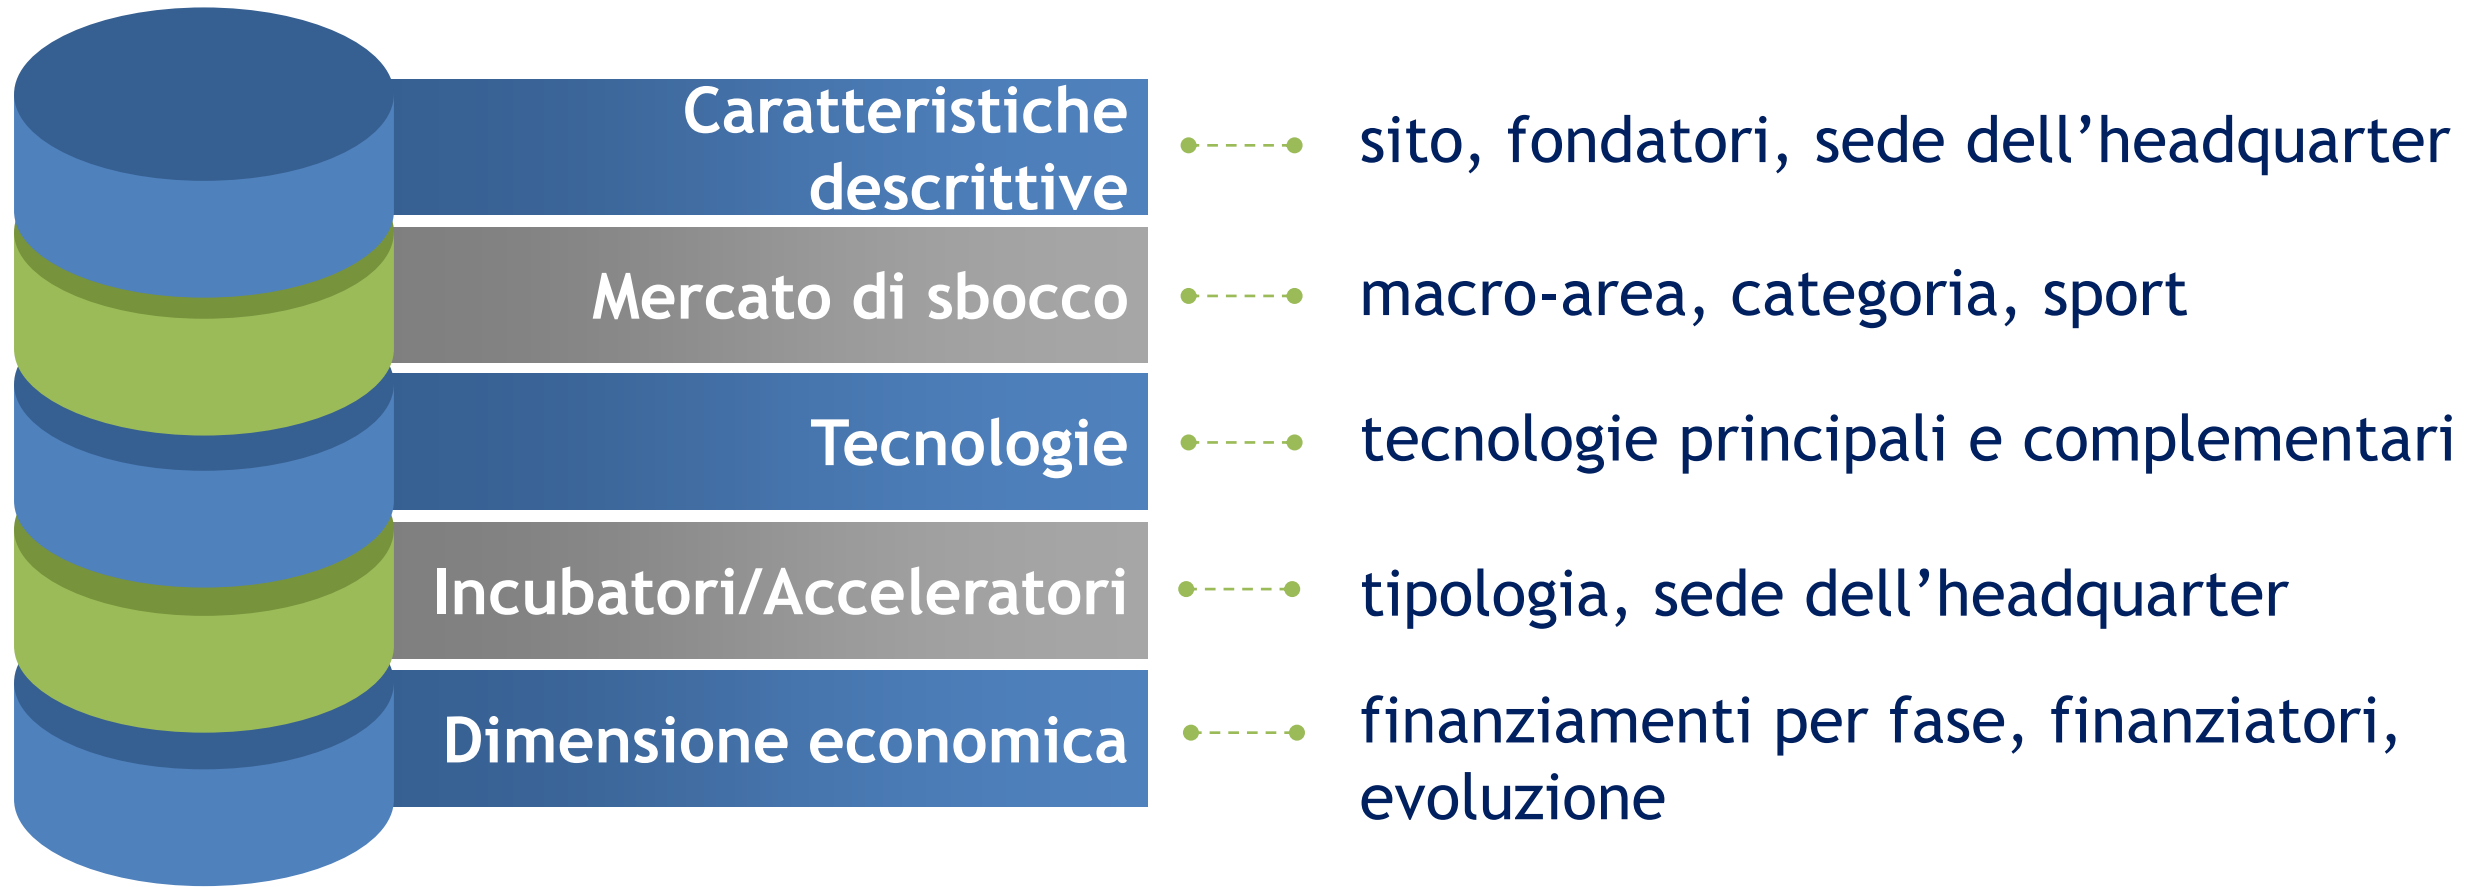 Caratteristiche
descrittive
sito, fondatori, sede dell’headquarter
Mercato di sbocco
macro-area, categoria, sport
Tecnologie
tecnologie principali e complementari
Incubatori/Acceleratori
tipologia, sede dell’headquarter
Dimensione economica
finanziamenti per fase, finanziatori,
evoluzione